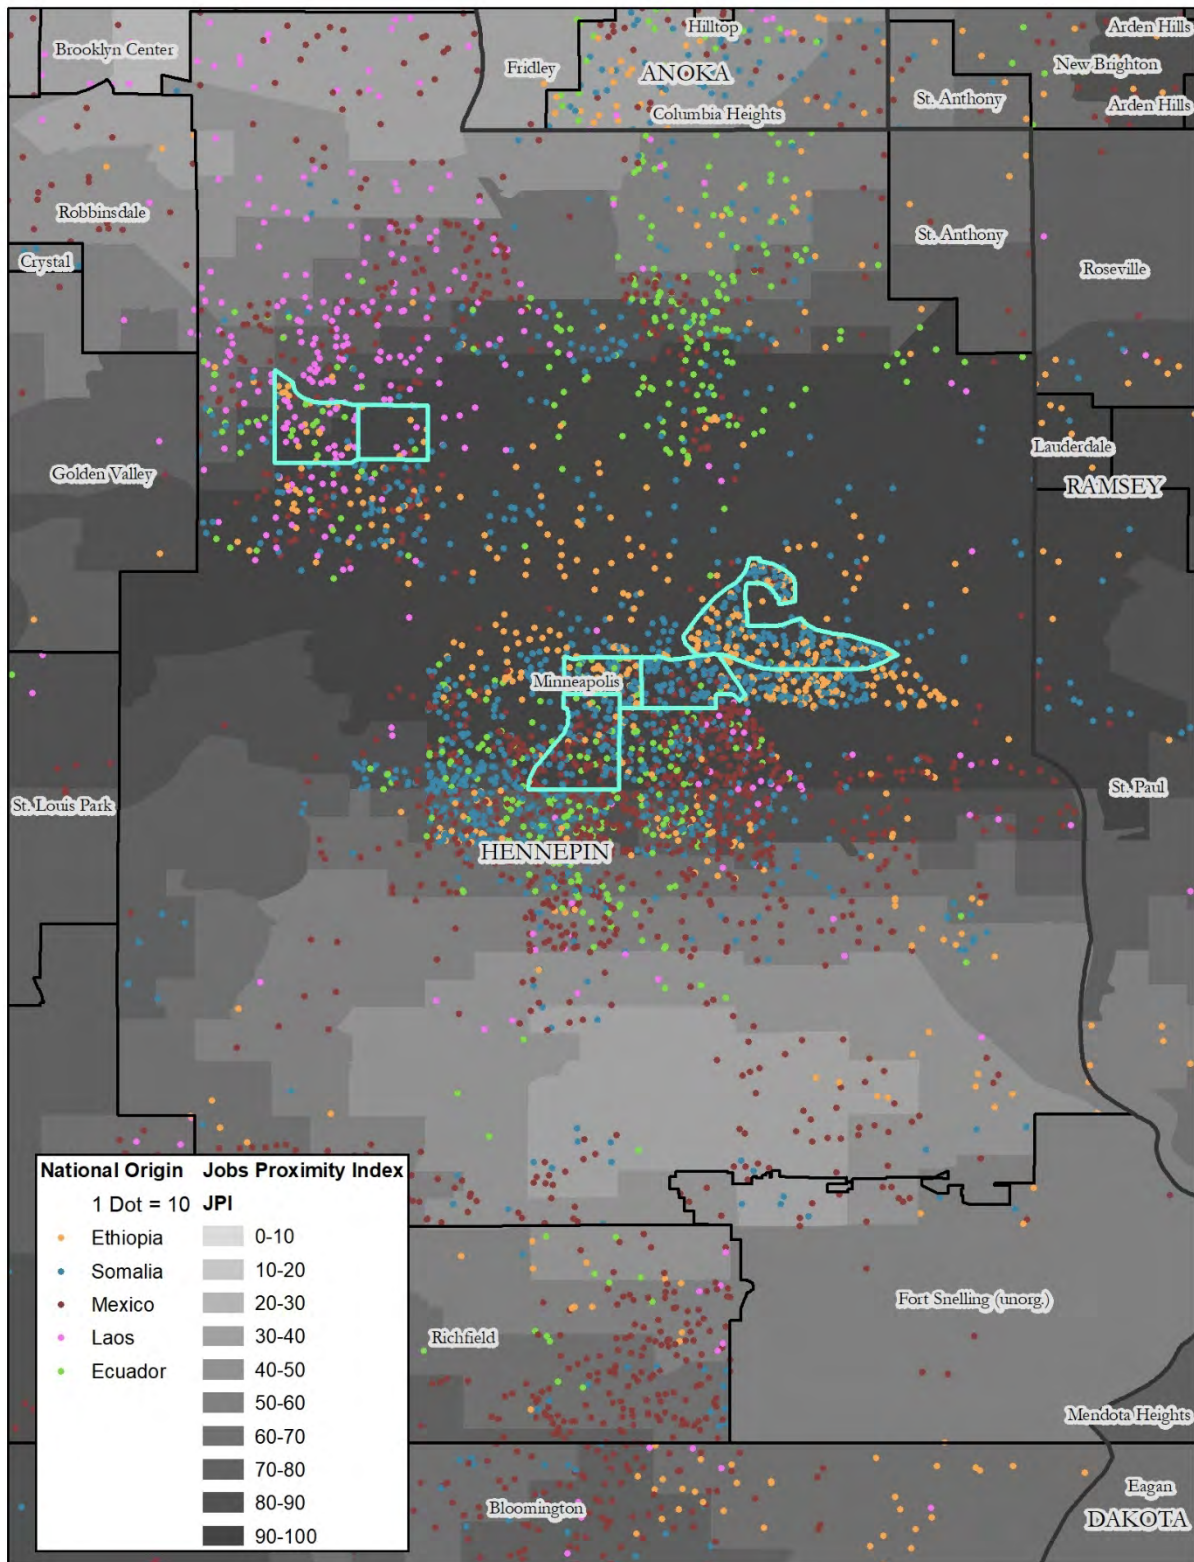 Hilltop
Arden Hills
Brooklyn Center
Fridley
ANOKA
New Brighton
St. Anthony
Arden Hills
Columbia Heights
Robbinsdale
St. Anthony
Crystal
Roseville
Golden Valley
Lauderdale
RAMSEY
Minneapolis
St. Louis Park
St. Paul
HENNEPIN
National Origin
1 Dot = 10
Ethiopia
Somalia
Mexico
Laos
Ecuador
Jobs Proximity Index
JPI
0-10
10-20
20-30
30-40
40-50
50-60
60-70
70-80
80-90
90-100
Fort Snelling (unorg.)
Richfield
Mendota Heights
Bloomington
Eagan
DAKOTA